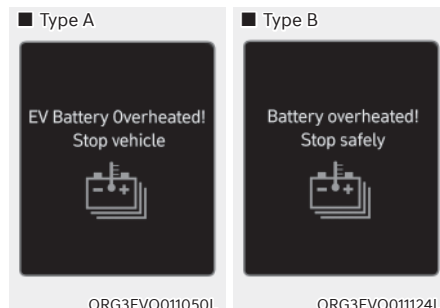 ■ Type A
EV Battery Overheated!
Stop vehicle
ORG3EVQ011050L
■ Type B
Battery overheated!
Stop safely
ORG3EVQ011124L